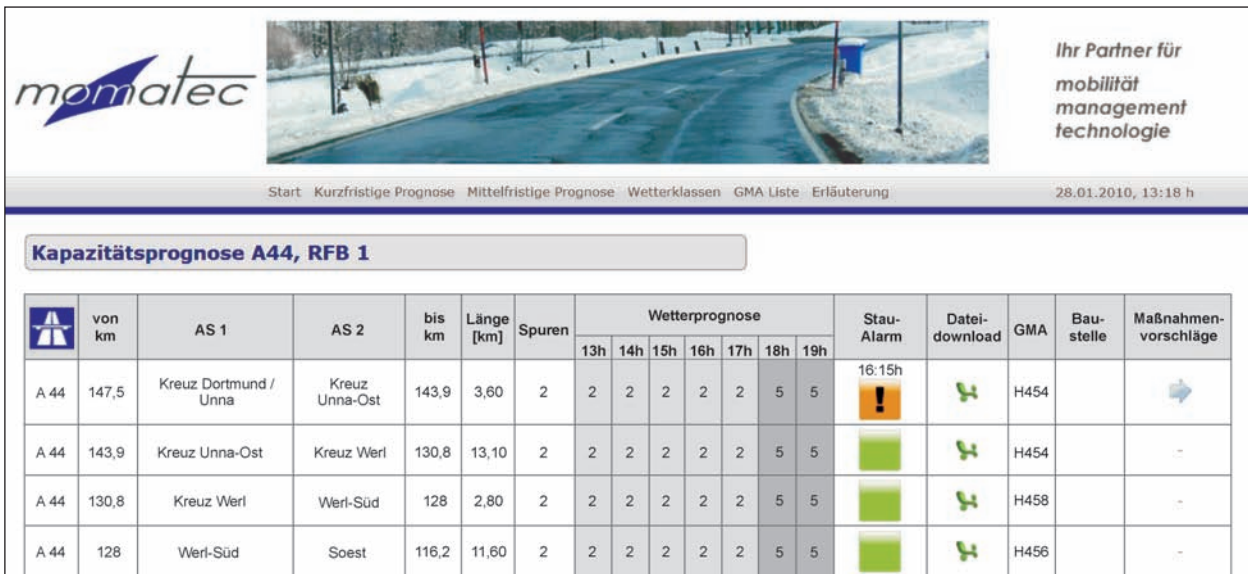 momatec
Ihr Partner für
mobilität
management
technologie
Start Kurzfristige Prognose Mittelfristige Prognose Wetterklassen GMA Liste Erläuterung 28.01.2010, 13:18 h
Kapazitätsprognose A44, RFB 1
von km AS 1 AS 2 bis km Länge [km] Spuren Wetterprognose Stau-Alarm Datei-download GMA Bau-stelle Maßnahmen-vorschläge
13h 14h 15h 16h 17h 18h 19h
A 44 147,5 Kreuz Dortmund / Unna Kreuz Unna-Ost 143,9 3,60 2 2 2 2 2 2 5 5 16:15h ! H454
A 44 143,9 Kreuz Unna-Ost Kreuz Werl 130,8 13,10 2 2 2 2 2 2 5 5 H454 -
A 44 130,8 Kreuz Werl Werl-Süd 128 2,80 2 2 2 2 2 2 5 5 H458 -
A 44 128 Werl-Süd Soest 116,2 11,60 2 2 2 2 2 2 5 5 H456 -